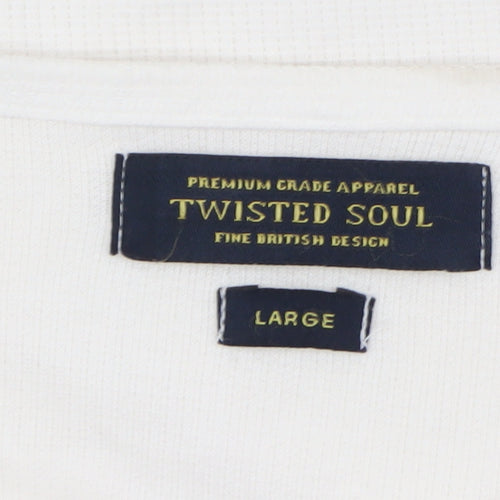 PREMIUM GRADE APPAREL
TWISTED SOUL
FINE BRITISH DESIGN
LARGE